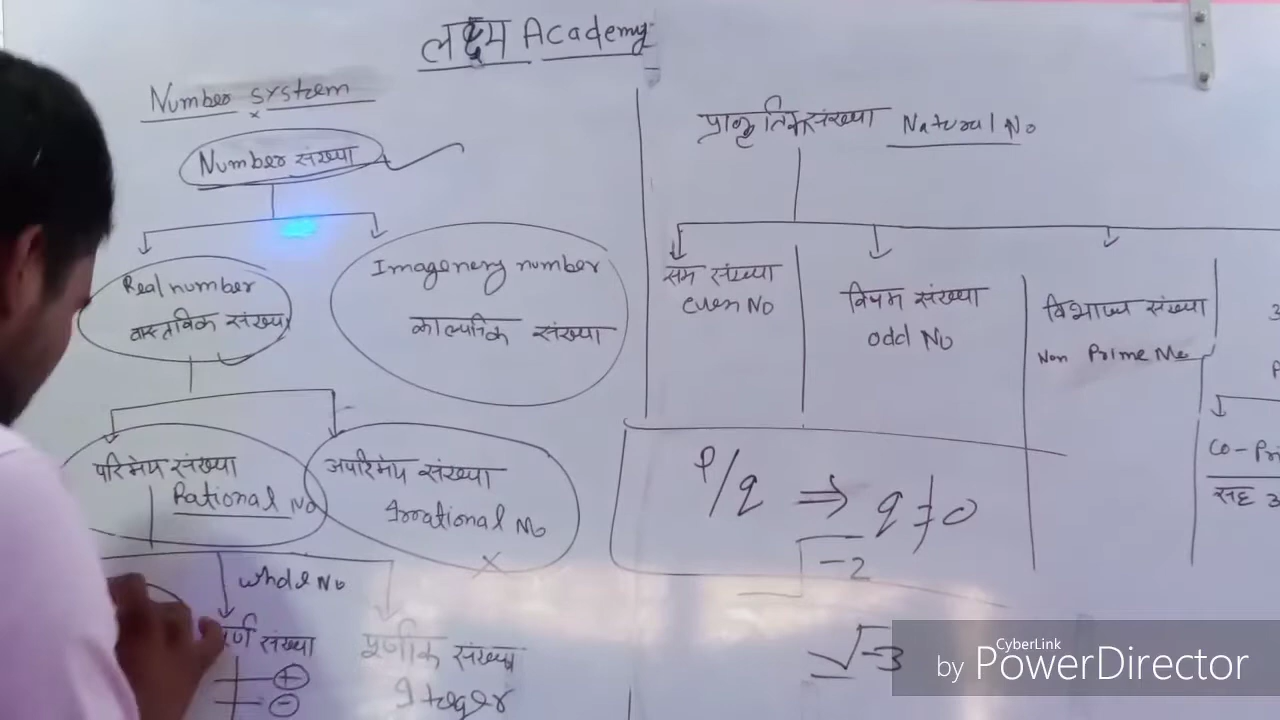 लक्ष्य Academy
Number system
Number संख्या
Real number
वास्तविक संख्या
Imagenery number
काल्पनिक संख्या
परिमेय संख्या
Rational No
अपरिमेय संख्या
Irrational No
whole No
पूर्ण संख्या
+
-
पूर्णांक संख्या
Iteger
प्राकृतिक संख्या Natural No
सम संख्या
even No
विषम संख्या
odd No
विभाज्य संख्या
Non Prime No
Co-Pri
सह
P/q ⇒ q ≠ 0
√-2
√-3
CyberLink
by PowerDirector